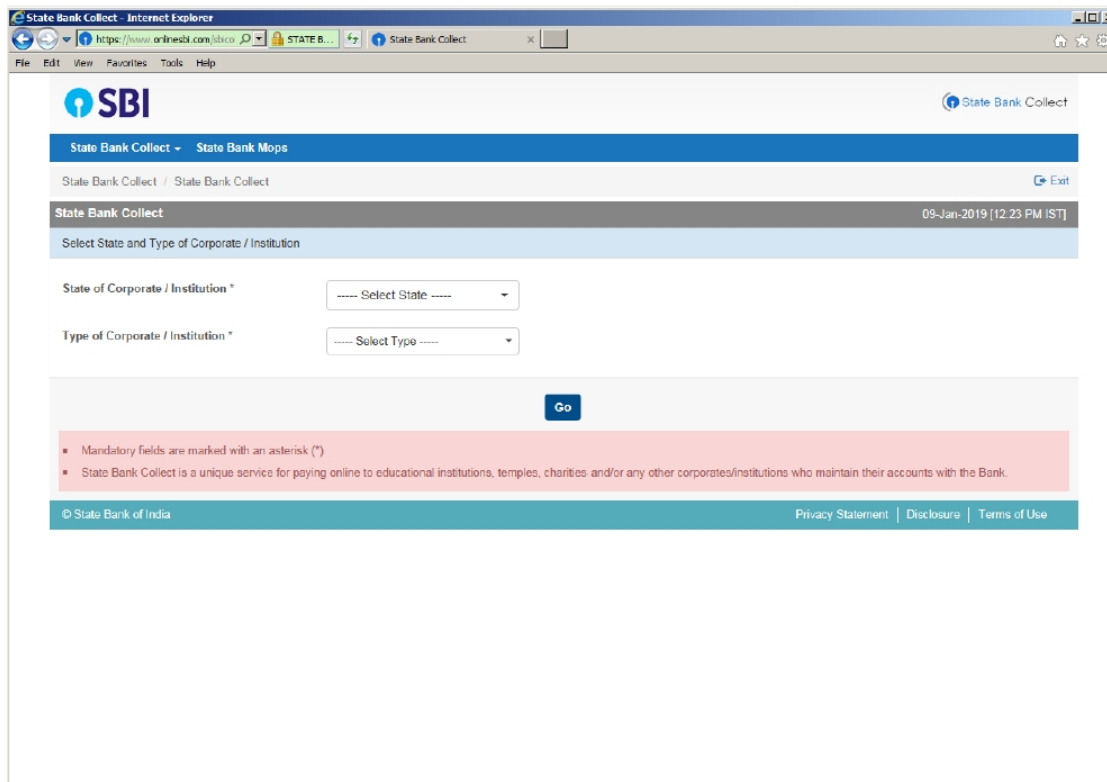 State Bank Collect - Internet Explorer
https://www.onlinesbi.com/sbico STATE B... State Bank Collect
File Edit View Favorites Tools Help
SBI
State Bank Collect
State Bank Collect State Bank Mops
State Bank Collect / State Bank Collect
Exit
State Bank Collect
09-Jan-2019 [12:23 PM IST]
Select State and Type of Corporate / Institution
State of Corporate / Institution *
----- Select State -----
Type of Corporate / Institution *
----- Select Type -----
Go
Mandatory fields are marked with an asterisk (*)
State Bank Collect is a unique service for paying online to educational institutions, temples, charities and/or any other corporates/institutions who maintain their accounts with the Bank.
© State Bank of India
Privacy Statement | Disclosure | Terms of Use